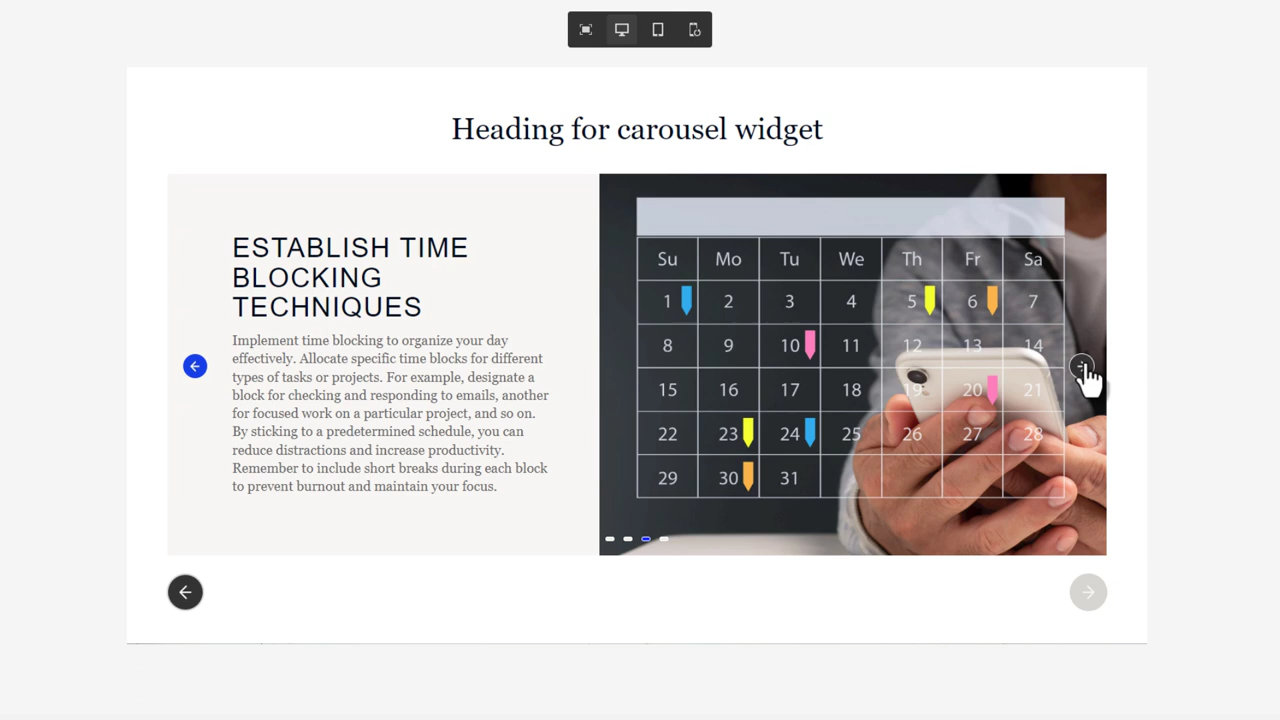 Heading for carousel widget
ESTABLISH TIME
BLOCKING
TECHNIQUES
Implement time blocking to organize your day
effectively. Allocate specific time blocks for different
types of tasks or projects. For example, designate a
block for checking and responding to emails, another
for focused work on a particular project, and so on.
By sticking to a predetermined schedule, you can
reduce distractions and increase productivity.
Remember to include short breaks during each block
to prevent burnout and maintain your focus.
Su Mo Tu We Th Fr Sa
1 2 3 4 5 6 7
8 9 10 11 12 13 14
15 16 17 18 19 20 21
22 23 24 25 26 27 28
29 30 31